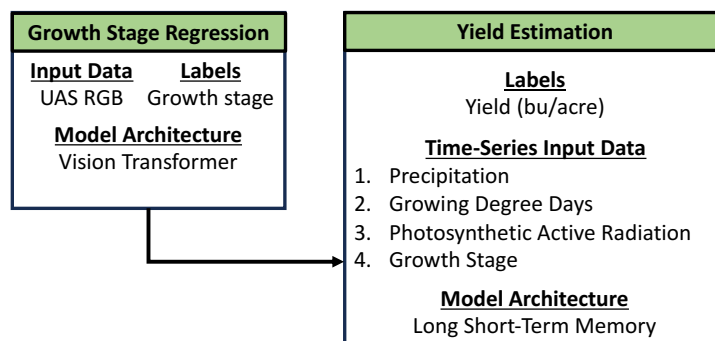 Growth Stage Regression
Input Data
UAS RGB
Labels
Growth stage
Model Architecture
Vision Transformer
Yield Estimation
Labels
Yield (bu/acre)
Time-Series Input Data
1. Precipitation
2. Growing Degree Days
3. Photosynthetic Active Radiation
4. Growth Stage
Model Architecture
Long Short-Term Memory